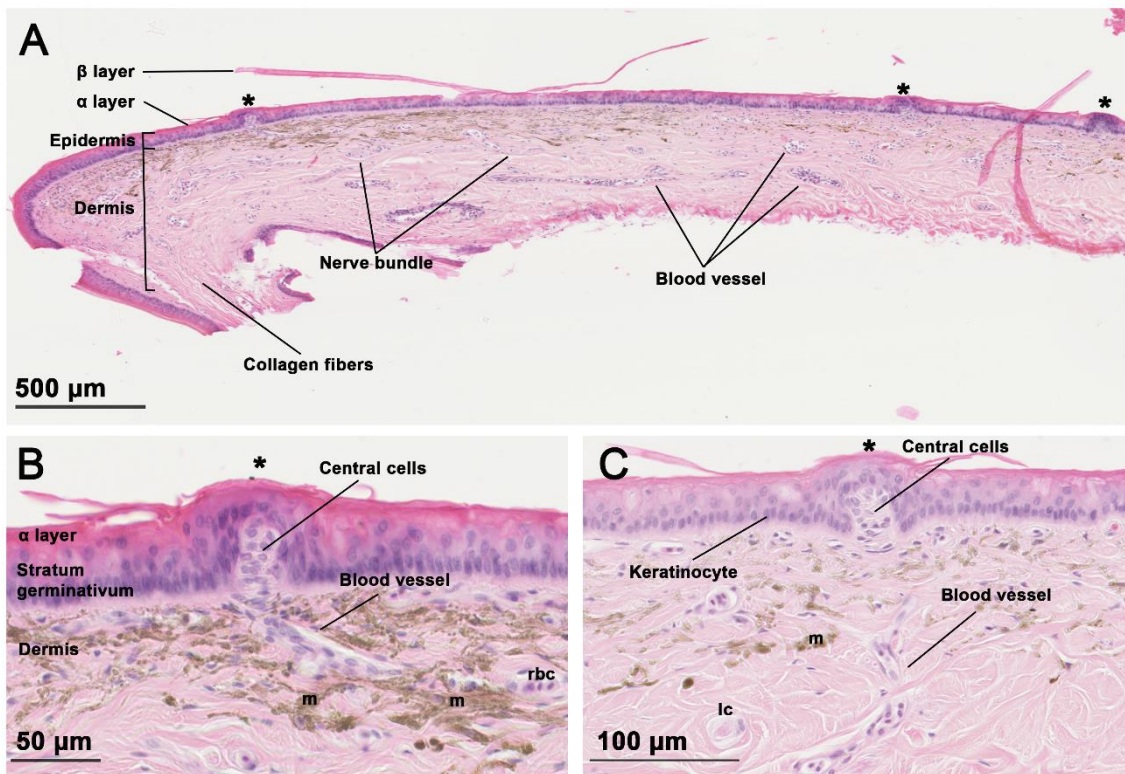 A
β layer
α layer
*
*
*
Epidermis
Dermis
Nerve bundle
Blood vessel
Collagen fibers
500 µm
B
*
Central cells
α layer
Stratum
germinativum
Blood vessel
Dermis
rbc
m
m
50 µm
C
*
Central cells
Keratinocyte
Blood vessel
m
lc
100 µm